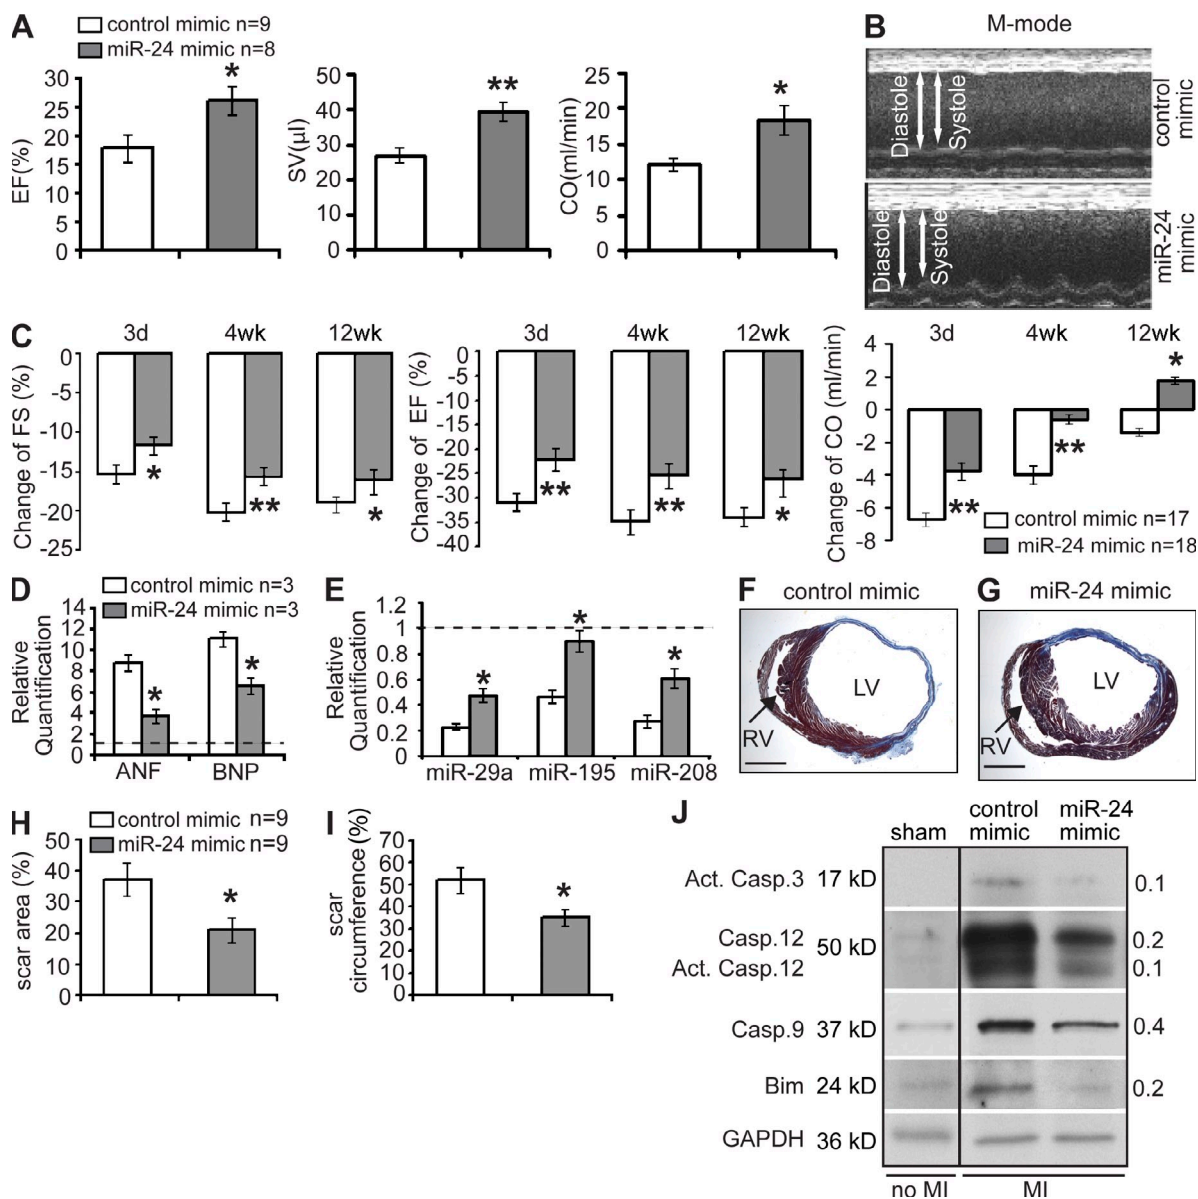 A
control mimic n=9
miR-24 mimic n=8
EF(%)
30
25
20
15
10
5
0
*
SV(µl)
50
40
30
20
10
0
**
CO(ml/min)
25
20
15
10
5
0
*
B
M-mode
Diastole
Systole
control
mimic
Diastole
Systole
miR-24
mimic
C
3d 4wk 12wk
Change of FS (%)
0
-5
-10
-15
-20
-25
* ** *
3d 4wk 12wk
Change of EF (%)
0
-5
-10
-15
-20
-25
-30
-35
-40
** ** *
3d 4wk 12wk
Change of CO (ml/min)
4
2
0
-2
-4
-6
-8
** ** *
control mimic n=17
miR-24 mimic n=18
D
control mimic n=3
miR-24 mimic n=3
Relative
Quantification
14
12
10
8
6
4
2
0
* *
ANF BNP
E
Relative
Quantification
1.2
1
0.8
0.6
0.4
0.2
0
* * *
miR-29a miR-195 miR-208
F
control mimic
LV
RV
G
miR-24 mimic
LV
RV
H
control mimic n=9
miR-24 mimic n=9
scar area (%)
50
40
30
20
10
0
*
I
scar
circumference (%)
70
60
50
40
30
20
10
0
*
J
sham
control
mimic
miR-24
mimic
Act. Casp.3 17 kD 0.1
Casp.12 0.2
50 kD
Act. Casp.12 0.1
Casp.9 37 kD 0.4
Bim 24 kD 0.2
GAPDH 36 kD
no MI MI